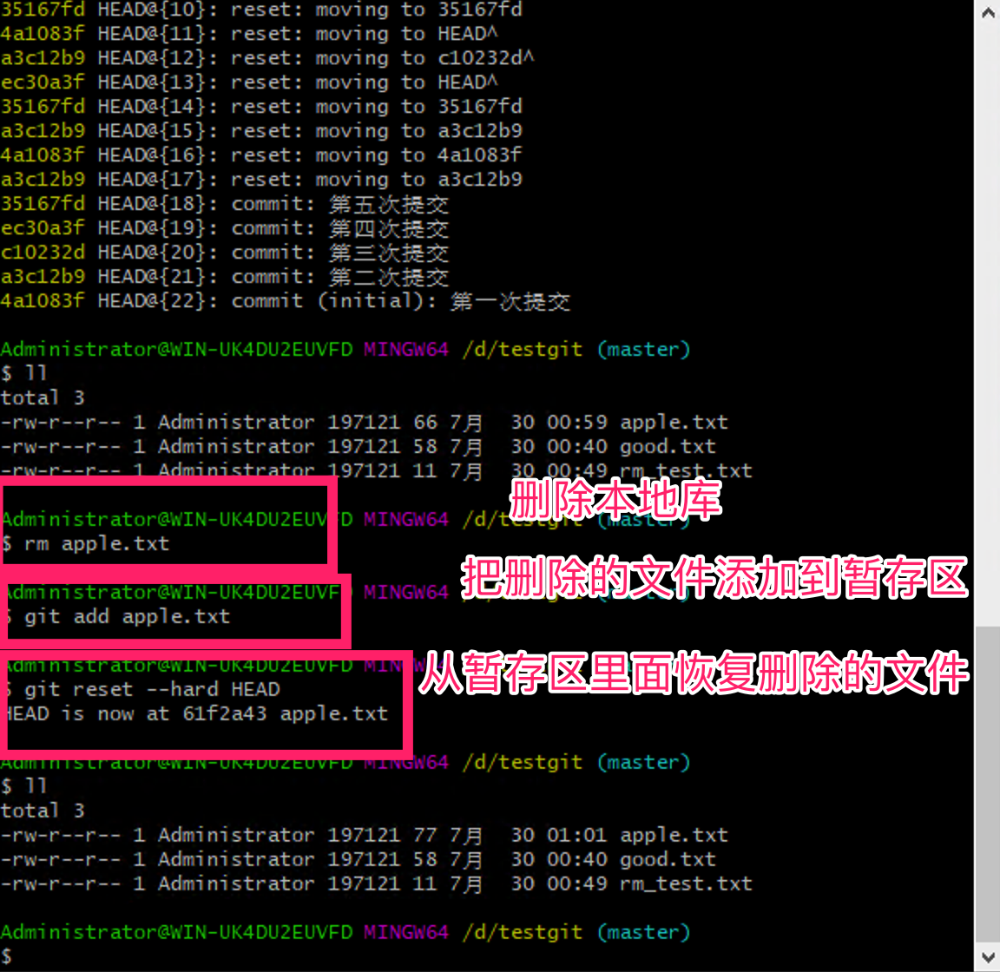 35167fd HEAD@{10}: reset: moving to 35167fd
4a1083f HEAD@{11}: reset: moving to HEAD^
a3c12b9 HEAD@{12}: reset: moving to c10232d^
ec30a3f HEAD@{13}: reset: moving to HEAD^
35167fd HEAD@{14}: reset: moving to 35167fd
a3c12b9 HEAD@{15}: reset: moving to a3c12b9
4a1083f HEAD@{16}: reset: moving to 4a1083f
a3c12b9 HEAD@{17}: reset: moving to a3c12b9
35167fd HEAD@{18}: commit: 第五次提交
ec30a3f HEAD@{19}: commit: 第四次提交
c10232d HEAD@{20}: commit: 第三次提交
a3c12b9 HEAD@{21}: commit: 第二次提交
4a1083f HEAD@{22}: commit (initial): 第一次提交
Administrator@WIN-UK4DU2EUVFD MINGW64 /d/testgit (master)
$ ll
total 3
-rw-r--r-- 1 Administrator 197121 66 7月  30 00:59 apple.txt
-rw-r--r-- 1 Administrator 197121 58 7月  30 00:40 good.txt
-rw-r--r-- 1 Administrator 197121 11 7月  30 00:49 rm_test.txt
删除本地库
Administrator@WIN-UK4DU2EUVFD MINGW64 /d/testgit (master)
$ rm apple.txt
把删除的文件添加到暂存区
Administrator@WIN-UK4DU2EUVF MINGW64
$ git add apple.txt
从暂存区里面恢复删除的文件
Administrator@WIN-UK4DU2EUVFD
$ git reset --hard HEAD
HEAD is now at 61f2a43 apple.txt
Administrator@WIN-UK4DU2EUVFD MINGW64 /d/testgit (master)
$ ll
total 3
-rw-r--r-- 1 Administrator 197121 77 7月  30 01:01 apple.txt
-rw-r--r-- 1 Administrator 197121 58 7月  30 00:40 good.txt
-rw-r--r-- 1 Administrator 197121 11 7月  30 00:49 rm_test.txt
Administrator@WIN-UK4DU2EUVFD MINGW64 /d/testgit (master)
$